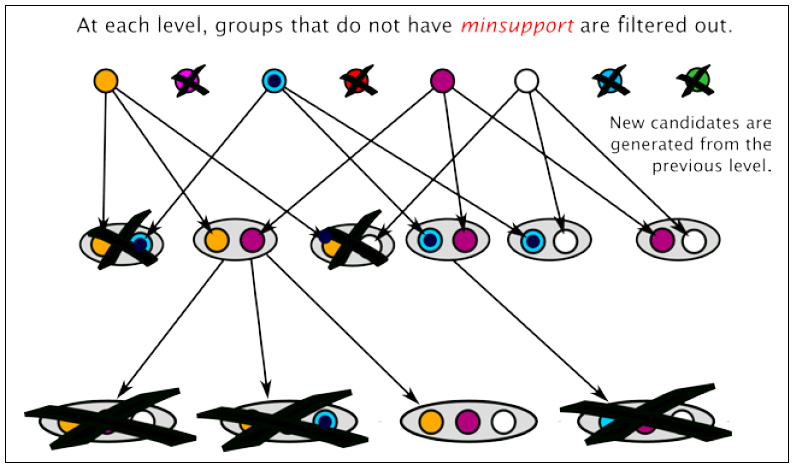 At each level, groups that do not have minsupport are filtered out.
New candidates are
generated from the
previous level.